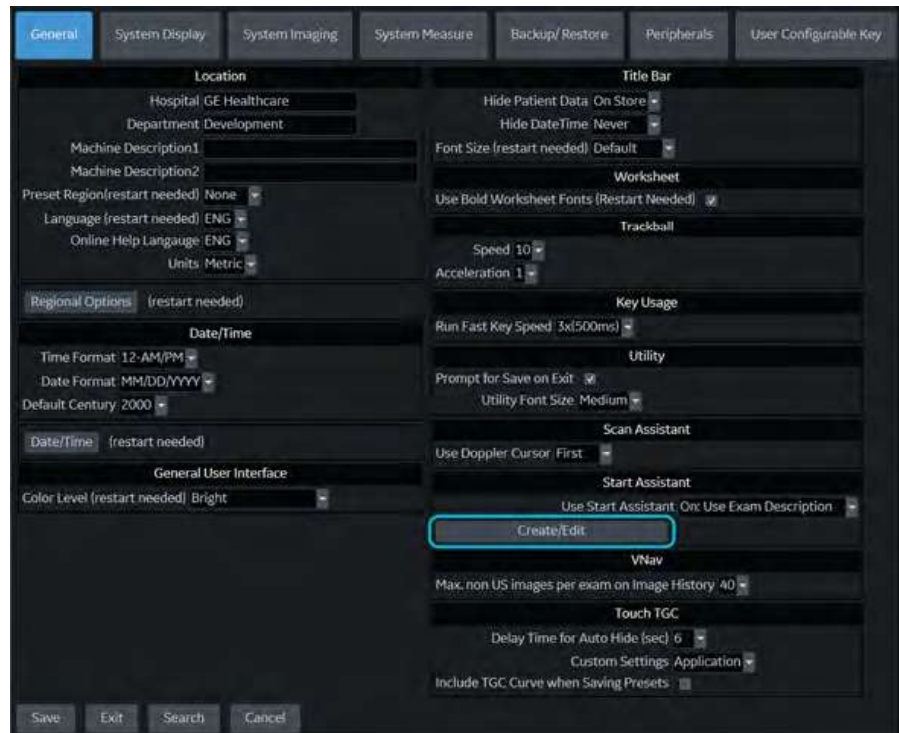 General System Display System Imaging System Measure Backup/Restore Peripherals User Configurable Key
Location
Hospital GE Healthcare
Department Development
Machine Description1
Machine Description2
Preset Region(restart needed) None
Language (restart needed) ENG
Online Help Langauge ENG
Units Metric
Regional Options (restart needed)
Date/Time
Time Format 12-AM/PM
Date Format MM/DD/YYYY
Default Century 2000
Date/Time (restart needed)
General User Interface
Color Level (restart needed) Bright
Title Bar
Hide Patient Data On Store
Hide DateTime Never
Font Size (restart needed) Default
Worksheet
Use Bold Worksheet Fonts (Restart Needed)
Trackball
Speed 10
Acceleration 1
Key Usage
Run Fast Key Speed 3x(500ms)
Utility
Prompt for Save on Exit
Utility Font Size Medium
Scan Assistant
Use Doppler Cursor First
Start Assistant
Use Start Assistant On: Use Exam Description
Create/Edit
VNav
Max. non US images per exam on Image History 40
Touch TGC
Delay Time for Auto Hide (sec) 6
Custom Settings Application
Include TGC Curve when Saving Presets
Save Exit Search Cancel